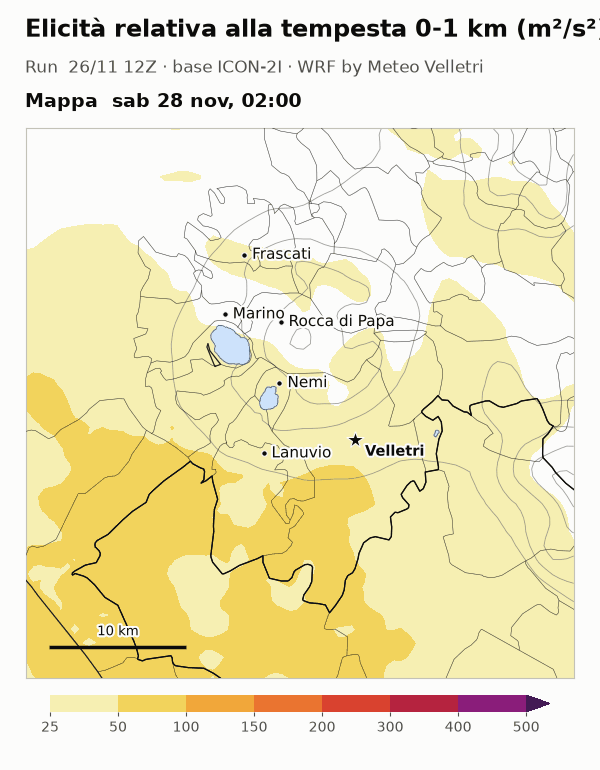 Elicità relativa alla tempesta 0-1 km (m²/s²)
Run  26/11 12Z · base ICON-2I · WRF by Meteo Velletri
Mappa  sab 28 nov, 02:00
Frascati
Marino
Rocca di Papa
Nemi
Velletri
Lanuvio
10 km
25 50 100 150 200 300 400 500